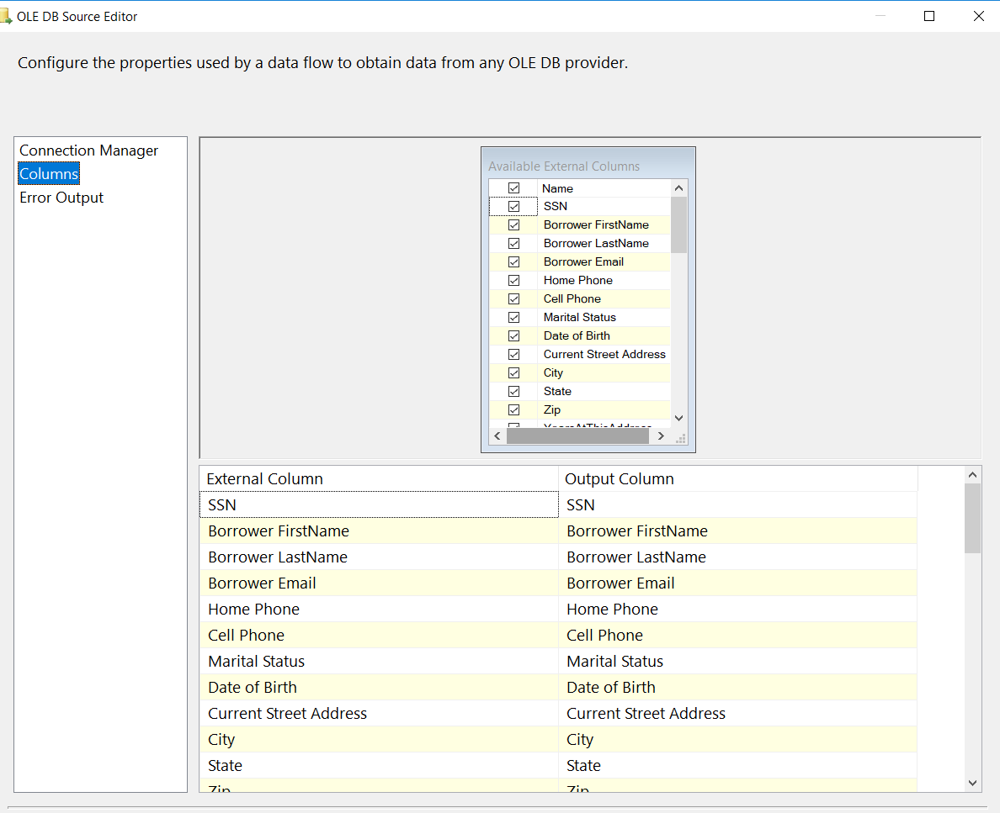 OLE DB Source Editor
Configure the properties used by a data flow to obtain data from any OLE DB provider.
Connection Manager
Columns
Error Output
Available External Columns
Name
SSN
Borrower FirstName
Borrower LastName
Borrower Email
Home Phone
Cell Phone
Marital Status
Date of Birth
Current Street Address
City
State
Zip
YearsAtThisAddress
External Column Output Column
SSN SSN
Borrower FirstName Borrower FirstName
Borrower LastName Borrower LastName
Borrower Email Borrower Email
Home Phone Home Phone
Cell Phone Cell Phone
Marital Status Marital Status
Date of Birth Date of Birth
Current Street Address Current Street Address
City City
State State
Zip Zip